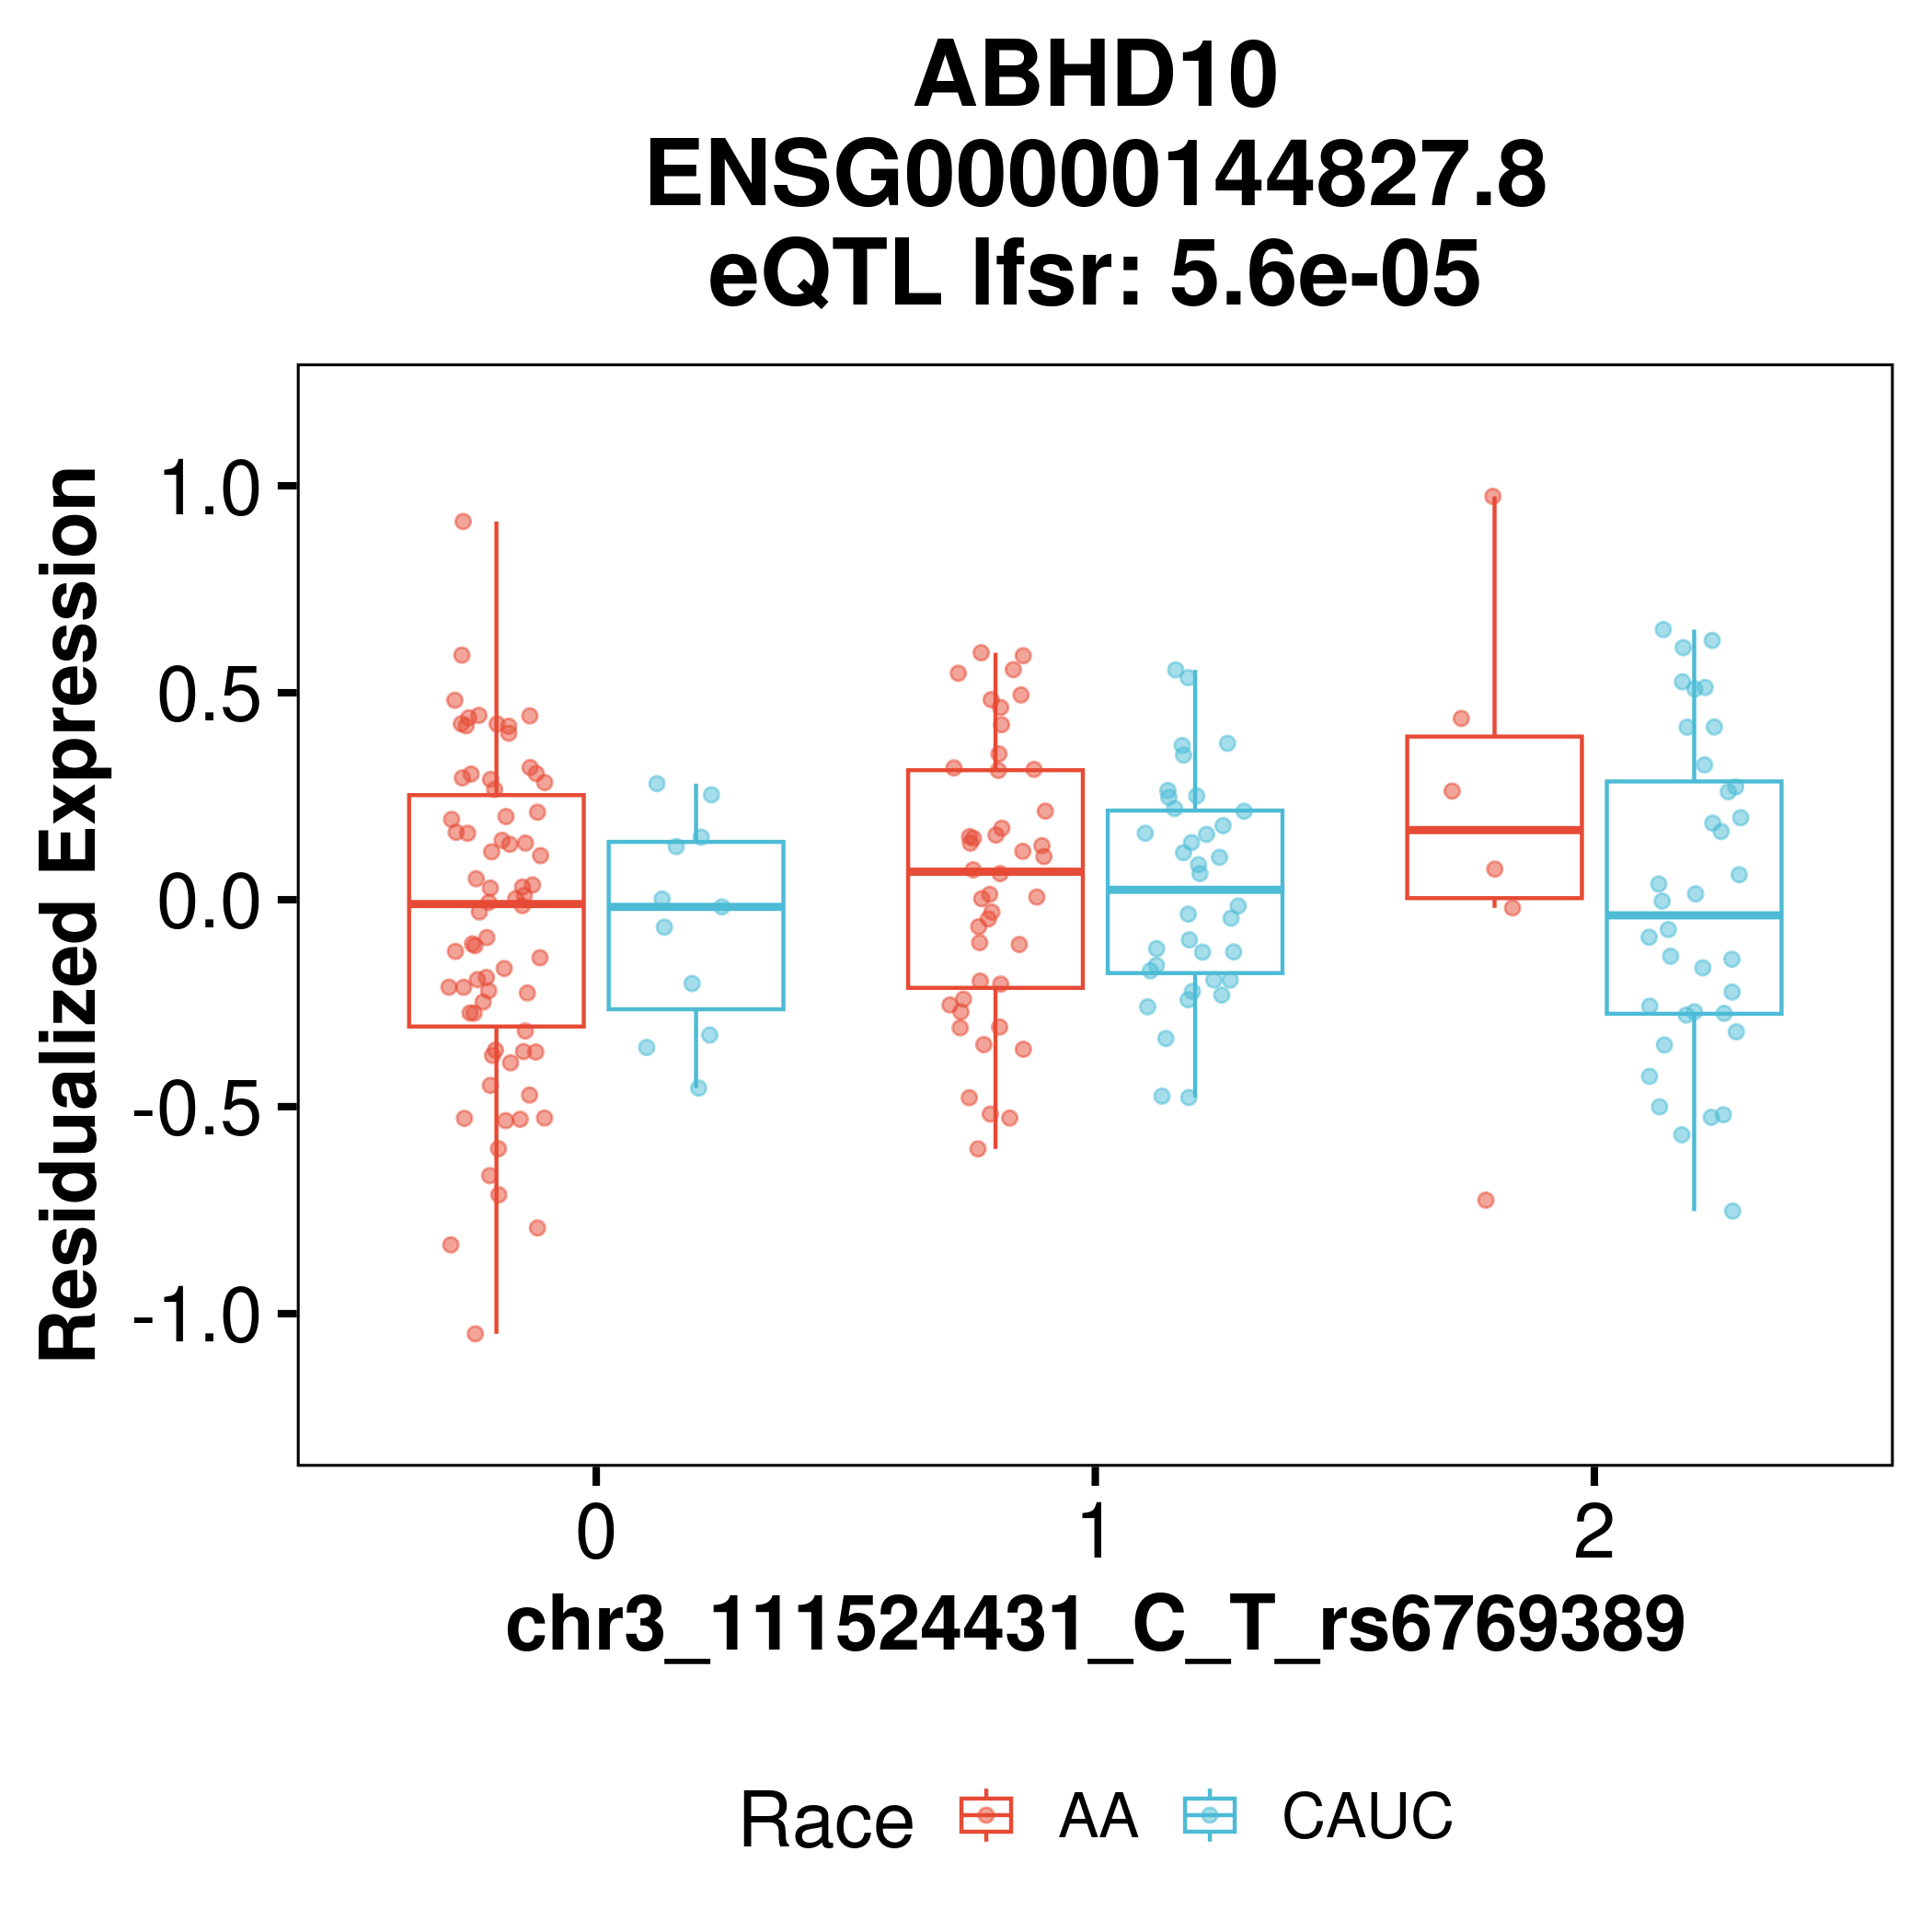 ABHD10
ENSG00000144827.8
eQTL lfsr: 5.6e-05
Residualized Expression
1.0
0.5
0.0
-0.5
-1.0
0 1 2
chr3_111524431_C_T_rs6769389
Race AA CAUC